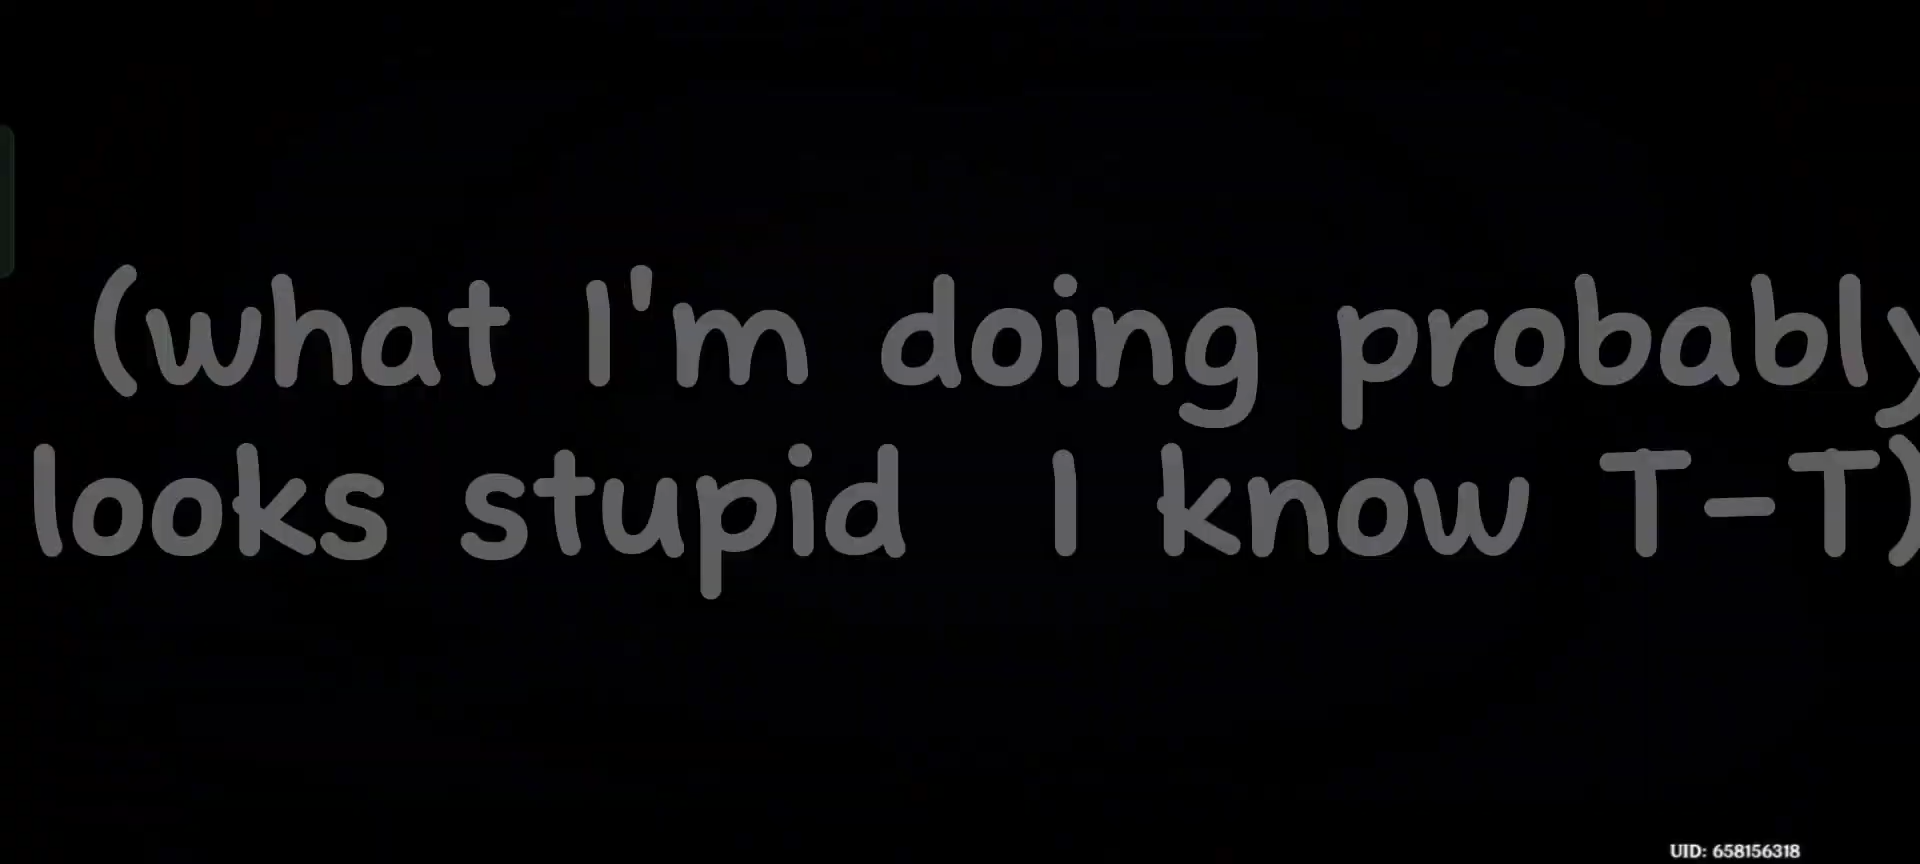 (what I'm doing probably
looks stupid I know T-T)
UID: 658156318